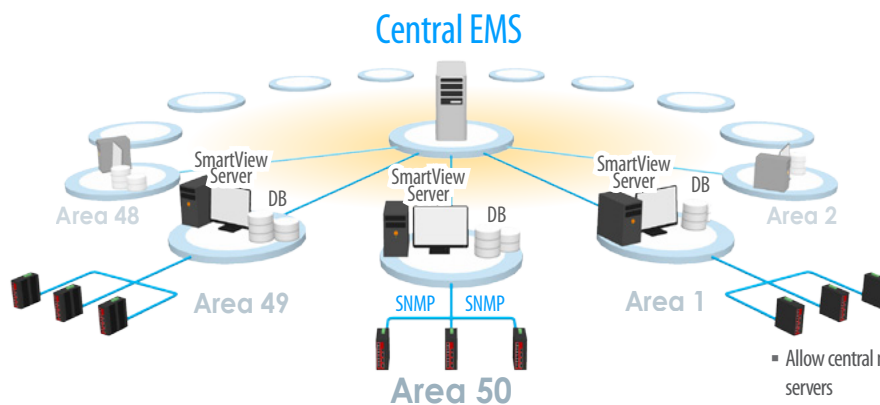 Central EMS
SmartView
Server
DB
SmartView
Server
DB
SmartView
Server
DB
Area 48
Area 2
Area 49
SNMP SNMP
Area 1
Area 50
▪ Allow central
servers